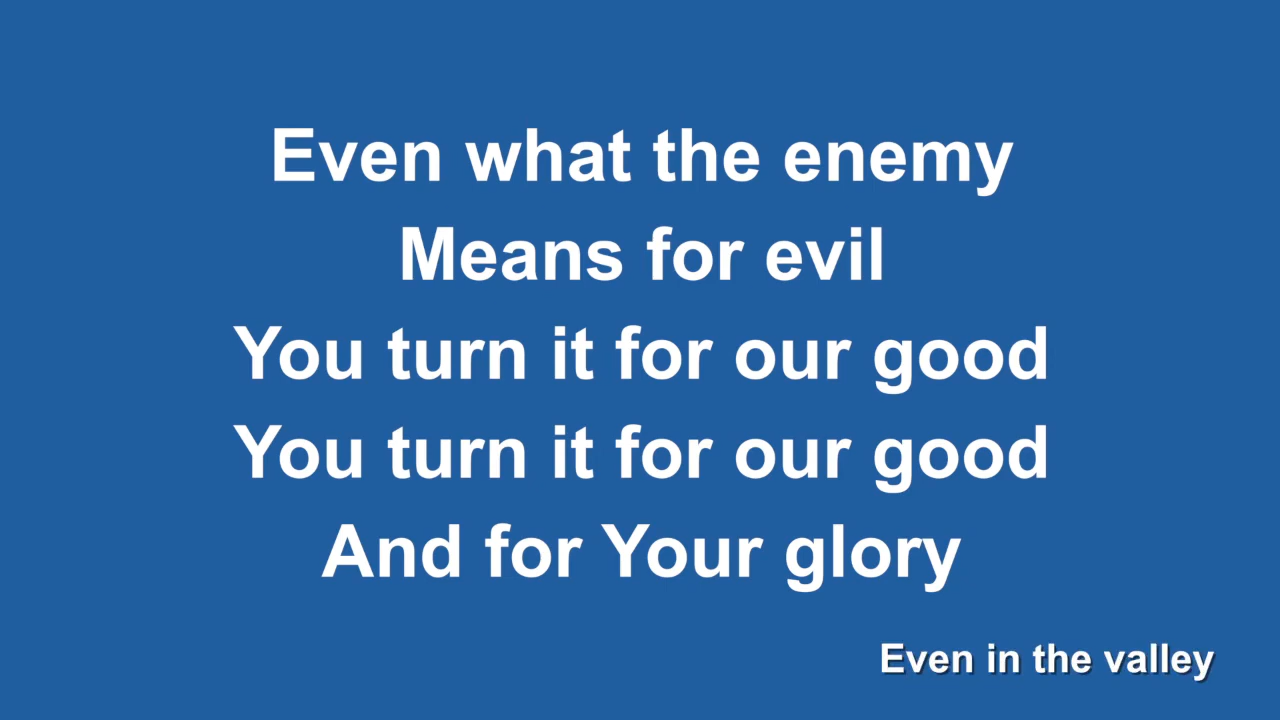 Even what the enemy
Means for evil
You turn it for our good
You turn it for our good
And for Your glory
Even in the valley